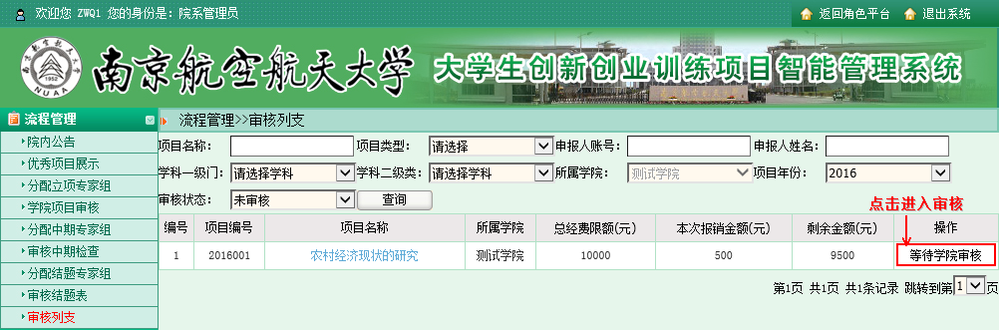 欢迎您 ZWQ1 您的身份是：院系管理员
返回角色平台 退出系统
1952
NUAA
南京航空航天大学 大学生创新创业训练项目智能管理系统
流程管理
院内公告
优秀项目展示
分配立项专家组
学院项目审核
分配中期专家组
审核中期检查
分配结题专家组
审核结题表
审核列支
流程管理>>审核列支
项目名称： 项目类型： 请选择 申报人账号： 申报人姓名：
学科一级门： 请选择学科 学科二级类： 请选择学科 所属学院： 测试学院 项目年份： 2016
审核状态： 未审核 查询
点击进入审核
编号 项目编号 项目名称 所属学院 总经费限额(元) 本次报销金额(元) 剩余金额(元) 操作
1 2016001 农村经济现状的研究 测试学院 10000 500 9500 等待学院审核
第1页 共1页 共1条记录 跳转到第 1 页